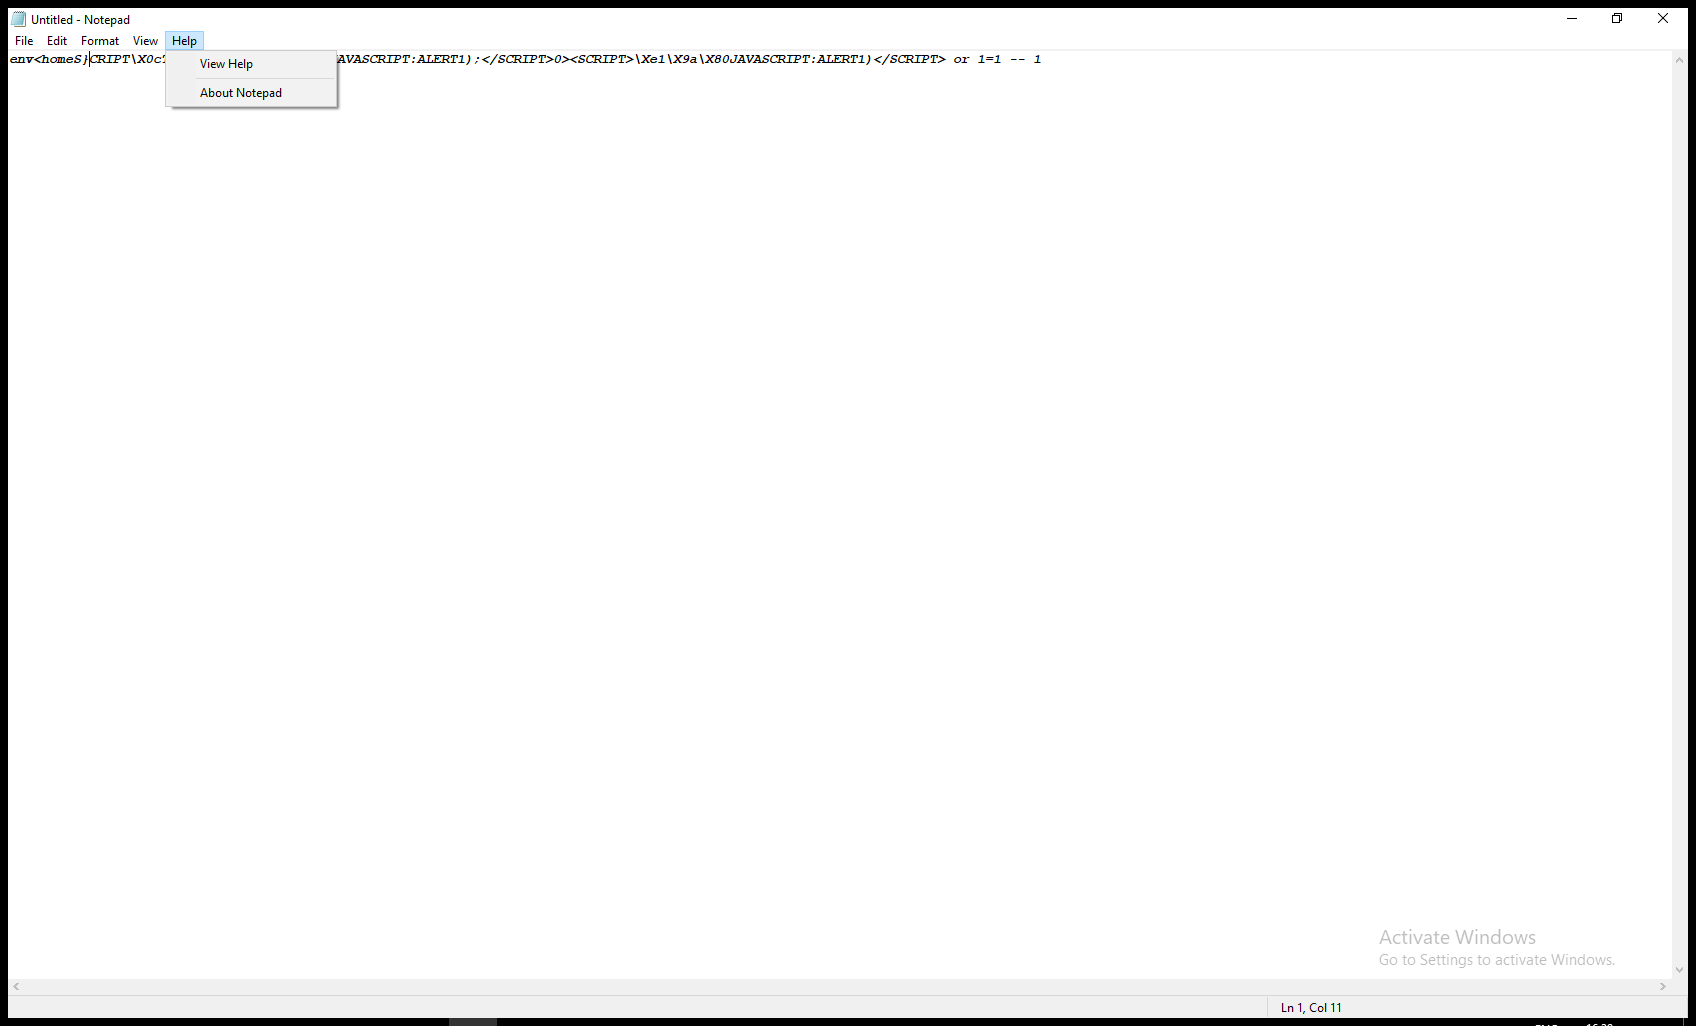 Untitled - Notepad
File Edit Format View Help
env<homeS}CRIPT\X0c
AVASCRIPT:ALERT1);</SCRIPT>0><SCRIPT>\Xe1\X9a\X80JAVASCRIPT:ALERT1)</SCRIPT> or 1=1 -- 1
View Help
About Notepad
Activate Windows
Go to Settings to activate Windows.
Ln 1, Col 11